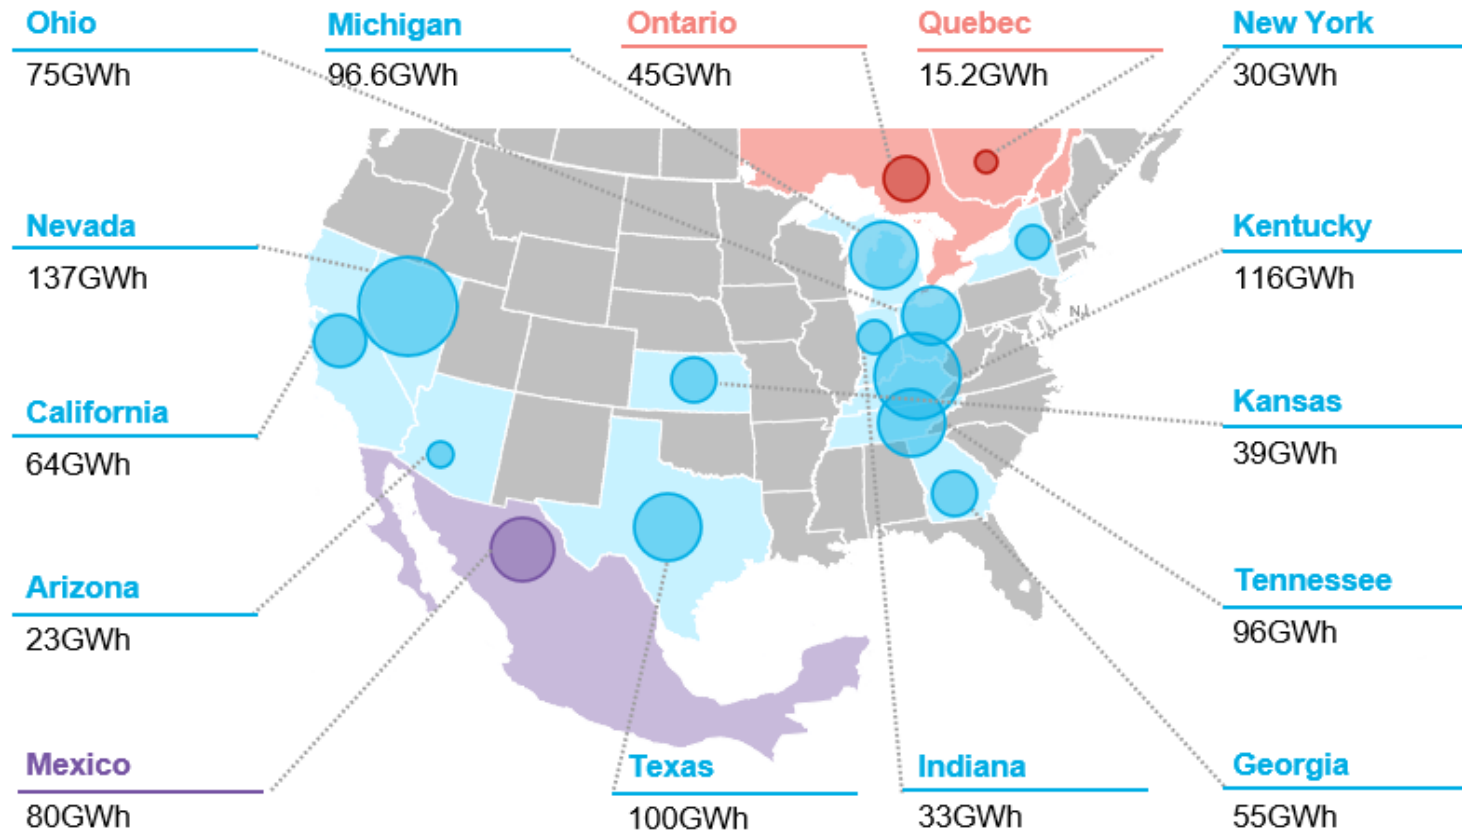 Ohio
75GWh
Michigan
96.6GWh
Ontario
45GWh
Quebec
15.2GWh
New York
30GWh
Nevada
137GWh
Kentucky
116GWh
NJ
California
64GWh
Kansas
39GWh
Arizona
23GWh
Tennessee
96GWh
Mexico
80GWh
Texas
100GWh
Indiana
33GWh
Georgia
55GWh